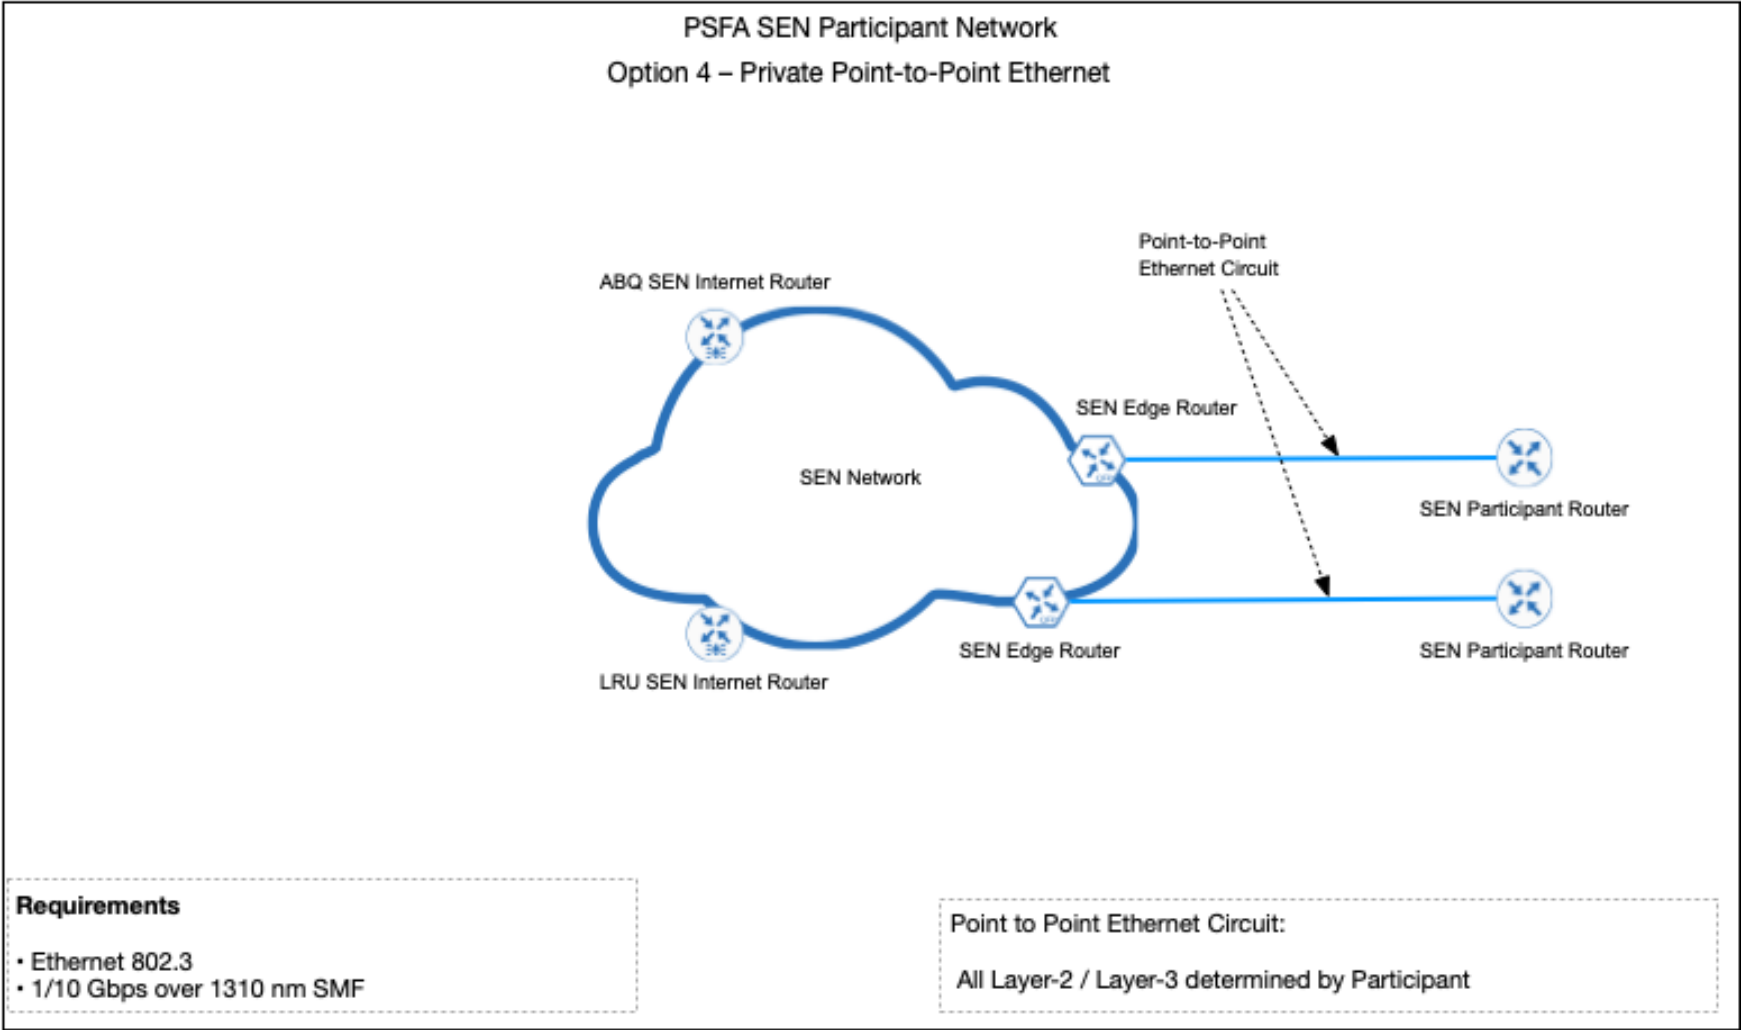 PSFA SEN Participant Network
Option 4 – Private Point-to-Point Ethernet
Point-to-Point
Ethernet Circuit
ABQ SEN Internet Router
SEN Edge Router
SEN Network
SEN Participant Router
SEN Edge Router
SEN Participant Router
LRU SEN Internet Router
Requirements
• Ethernet 802.3
• 1/10 Gbps over 1310 nm SMF
Point to Point Ethernet Circuit:
All Layer-2 / Layer-3 determined by Participant